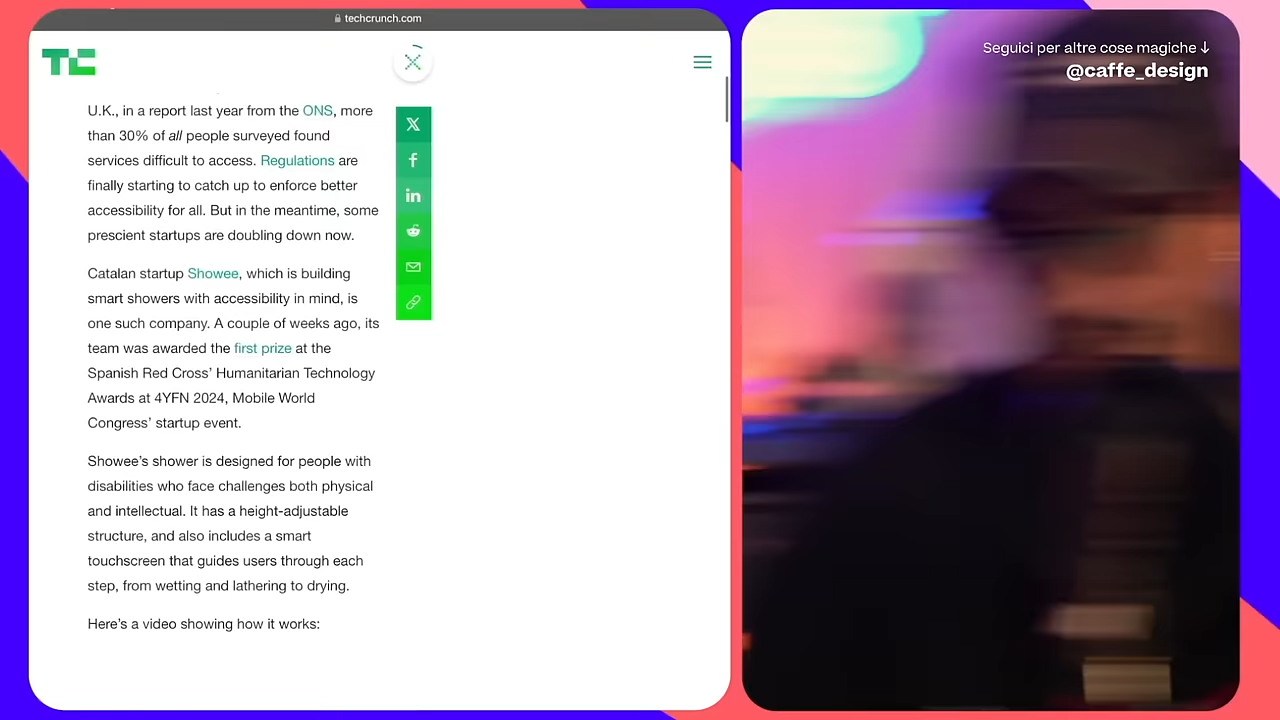 techcrunch.com
TC
U.K., in a report last year from the ONS, more
than 30% of all people surveyed found
services difficult to access. Regulations are
finally starting to catch up to enforce better
accessibility for all. But in the meantime, some
prescient startups are doubling down now.
Catalan startup Showee, which is building
smart showers with accessibility in mind, is
one such company. A couple of weeks ago, its
team was awarded the first prize at the
Spanish Red Cross’ Humanitarian Technology
Awards at 4YFN 2024, Mobile World
Congress’ startup event.
Showee’s shower is designed for people with
disabilities who face challenges both physical
and intellectual. It has a height-adjustable
structure, and also includes a smart
touchscreen that guides users through each
step, from wetting and lathering to drying.
Here’s a video showing how it works:
Seguici per altre cose magiche ↓
@caffe_design